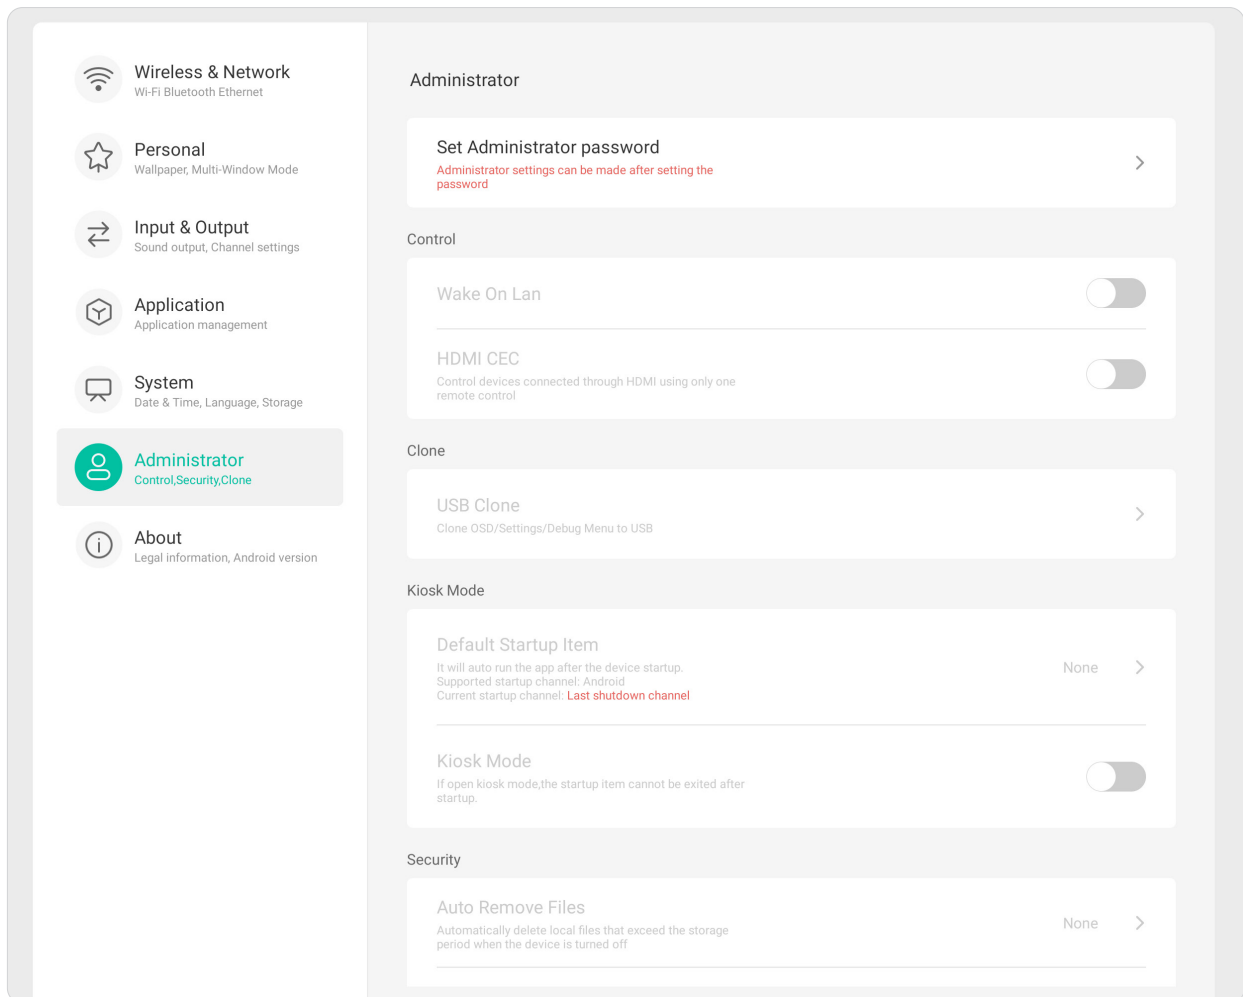 Wireless & Network
Wi-Fi Bluetooth Ethernet
Personal
Wallpaper, Multi-Window Mode
Input & Output
Sound output, Channel settings
Application
Application management
System
Date & Time, Language, Storage
Administrator
Control,Security,Clone
About
Legal information, Android version
Administrator
Set Administrator password
Administrator settings can be made after setting the
password
Control
Wake On Lan
HDMI CEC
Control devices connected through HDMI using only one
remote control
Clone
USB Clone
Clone OSD/Settings/Debug Menu to USB
Kiosk Mode
Default Startup Item
It will auto run the app after the device startup.
Supported startup channel: Android
Current startup channel: Last shutdown channel
None
Kiosk Mode
If open kiosk mode,the startup item cannot be exited after
startup.
Security
Auto Remove Files
Automatically delete local files that exceed the storage
period when the device is turned off
None